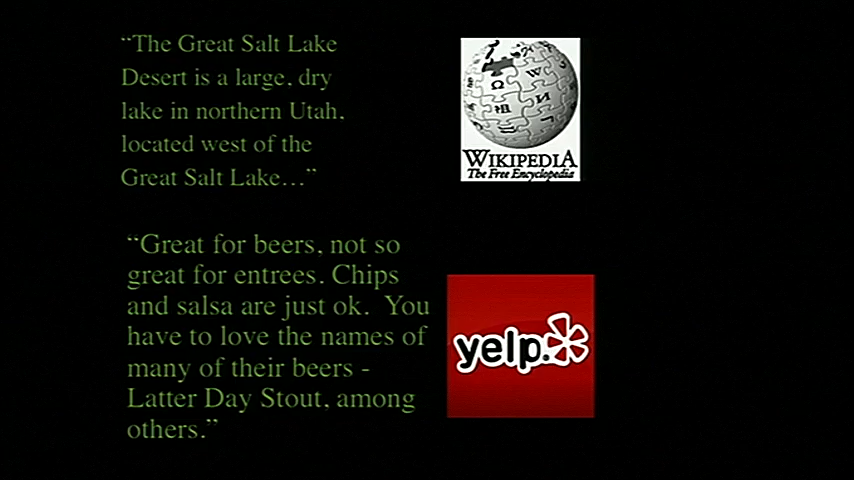 “The Great Salt Lake
Desert is a large, dry
lake in northern Utah,
located west of the
Great Salt Lake…”
WIKIPEDIA
The Free Encyclopedia
“Great for beers, not so
great for entrees. Chips
and salsa are just ok.  You
have to love the names of
many of their beers -
Latter Day Stout, among
others.”
yelp.